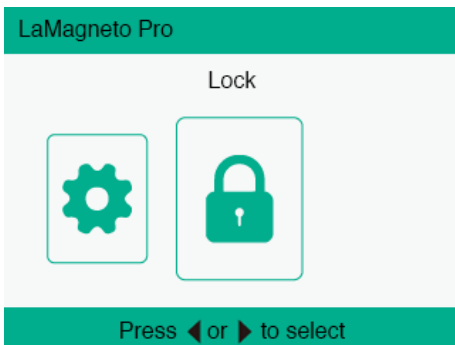 LaMagneto Pro
Lock
Press ◀ or ▶ to select